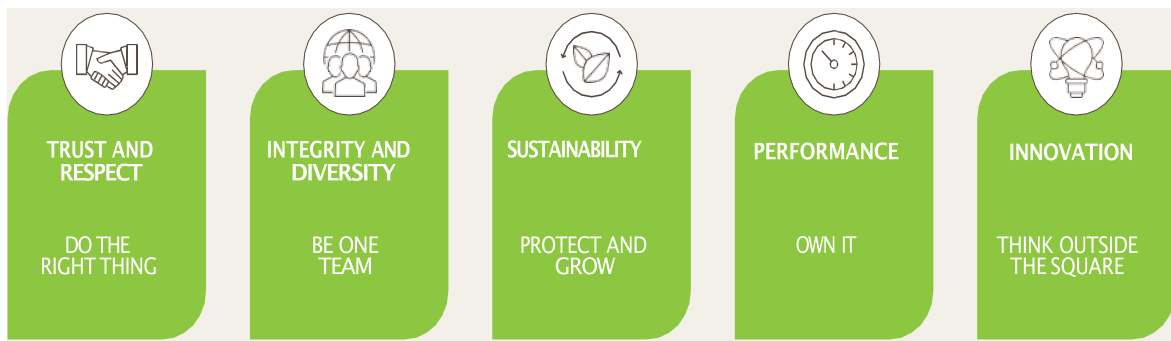 TRUST AND
RESPECT
DO THE
RIGHT THING
INTEGRITY AND
DIVERSITY
BE ONE
TEAM
SUSTAINABILITY
PROTECT AND
GROW
PERFORMANCE
OWN IT
INNOVATION
THINK OUTSIDE
THE SQUARE